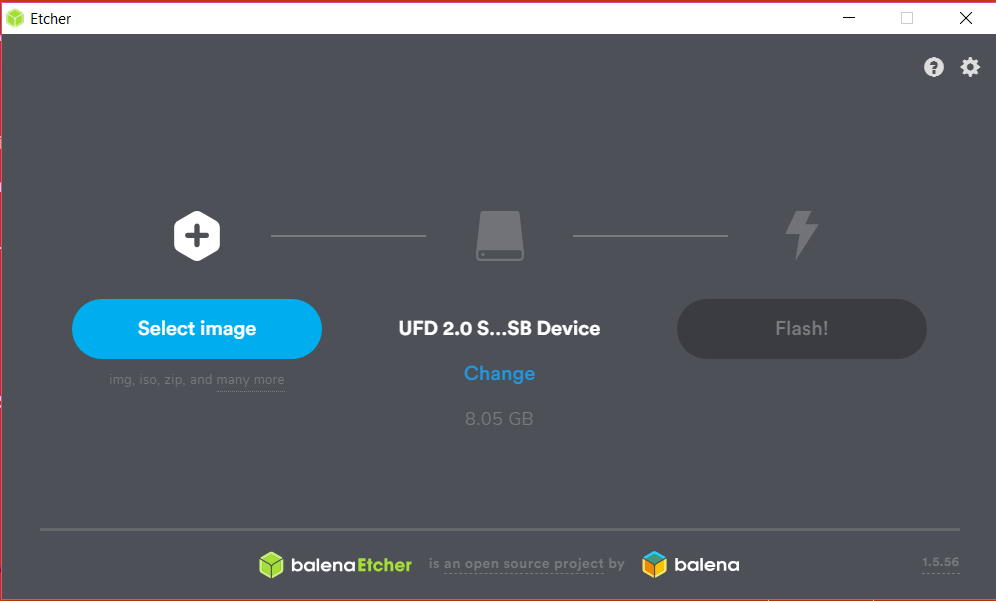 Etcher
Select image
img, iso, zip, and many more
UFD 2.0 S...SB Device
Change
8.05 GB
Flash!
balenaEtcher is an open source project by balena
1.5.56